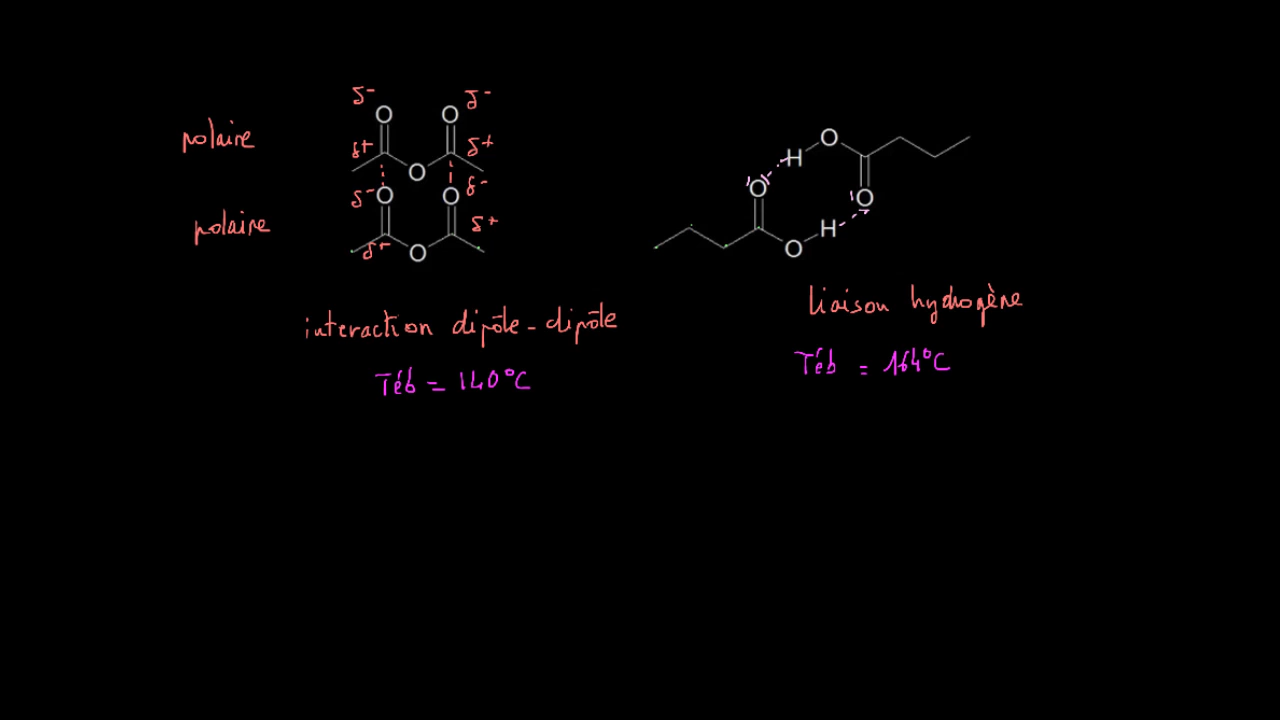 δ- δ-
O O
polaire δ+ δ+
O
δ- O O δ-
polaire δ+
δ+ O
interaction dipôle-dipôle
Téb = 140°C
O
H
O
O
H
O
liaison hydrogène
Téb = 164°C